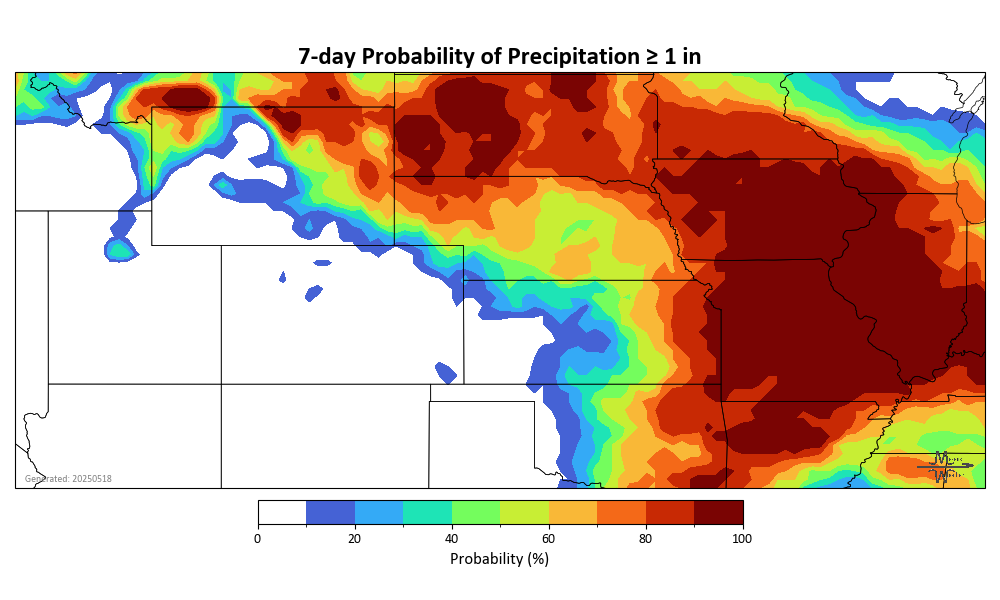 7-day Probability of Precipitation ≥ 1 in
Generated: 20250518
0 20 40 60 80 100
Probability (%)